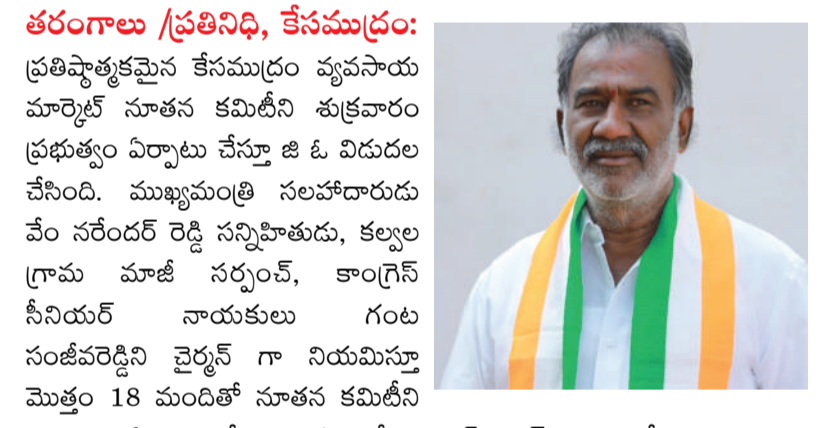 తరంగాలు /ప్రతినిధి, కేసముద్రం:
ప్రతిష్ఠాత్మకమైన కేసముద్రం వ్యవసాయ
మార్కెట్ నూతన కమిటీని శుక్రవారం
ప్రభుత్వం ఏర్పాటు చేస్తూ జి ఓ విడుదల
చేసింది. ముఖ్యమంత్రి సలహాదారుడు
వేం నరేందర్ రెడ్డి సన్నిహితుడు, కల్వల
గ్రామ మాజీ సర్పంచ్, కాంగ్రెస్
సీనియర్ నాయకులు గంట
సంజీవరెడ్డిని చైర్మన్ గా నియమిస్తూ
మొత్తం 18 మందితో నూతన కమిటీని